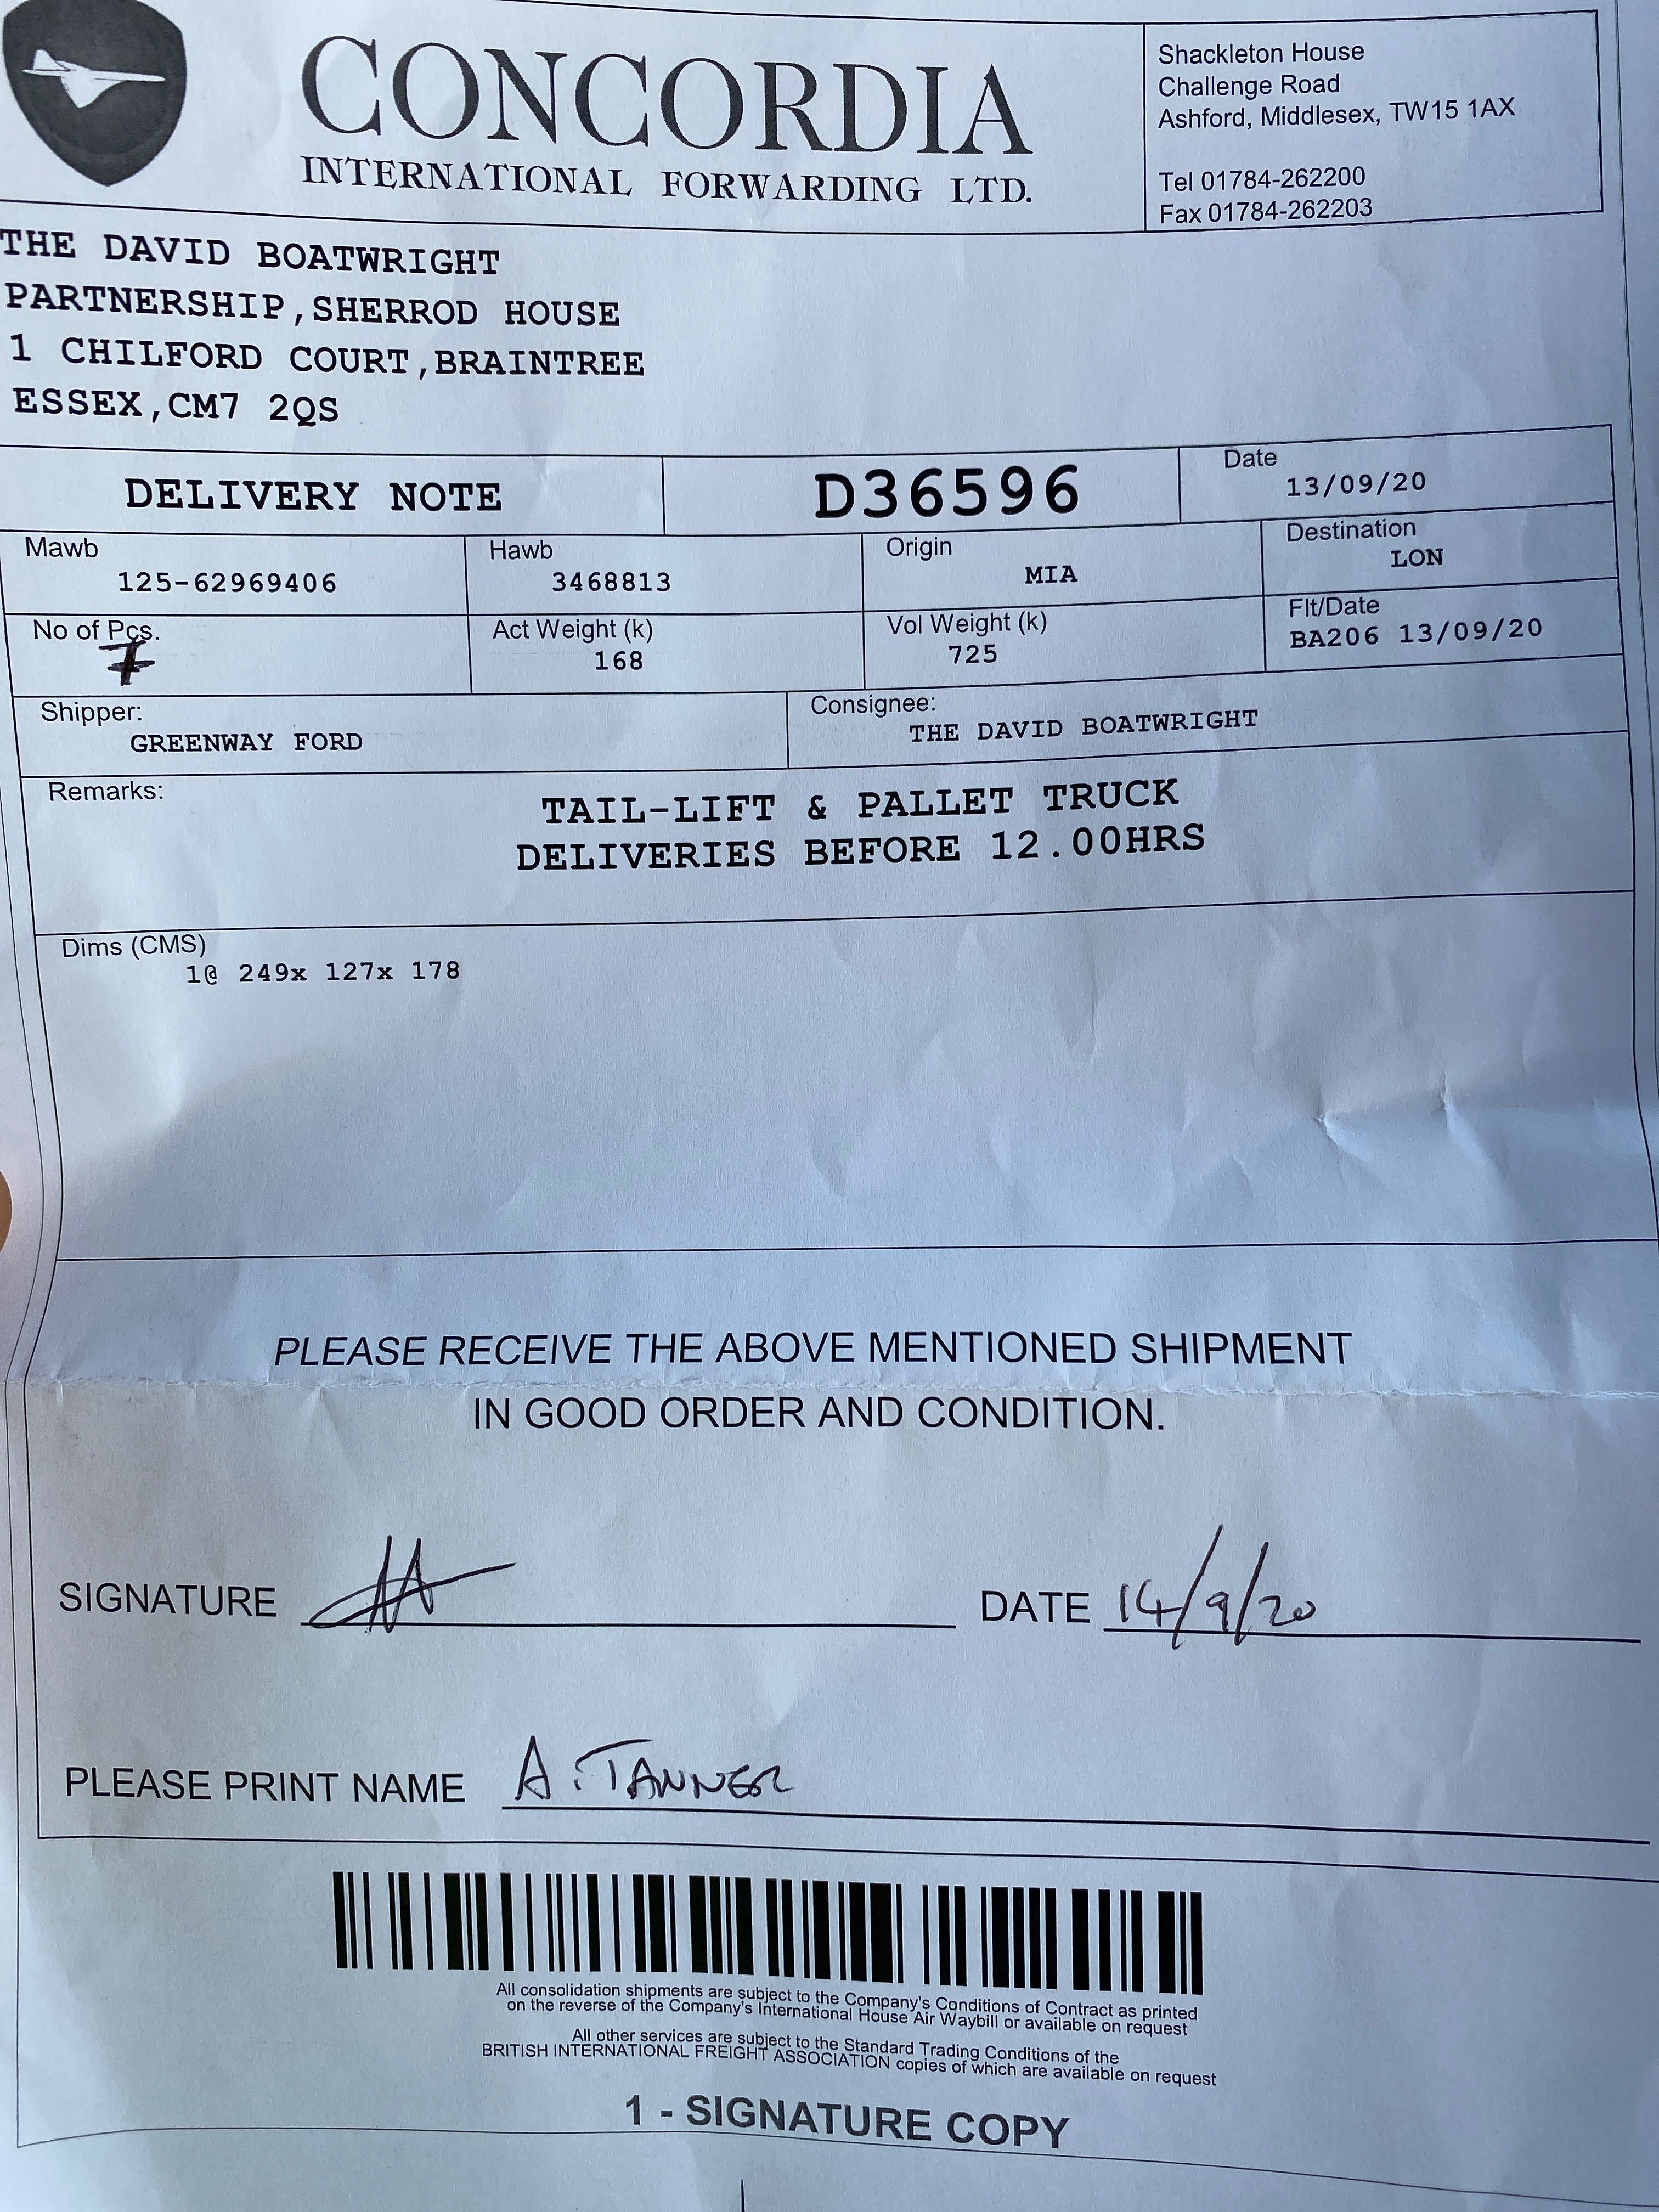 CONCORDIA
INTERNATIONAL FORWARDING LTD.
Shackleton House
Challenge Road
Ashford, Middlesex, TW15 1AX
Tel 01784-262200
Fax 01784-262203
THE DAVID BOATWRIGHT
PARTNERSHIP,SHERROD HOUSE
1 CHILFORD COURT,BRAINTREE
ESSEX,CM7 2QS
DELIVERY NOTE
D36596
Date
13/09/20
Mawb
125-62969406
Hawb
3468813
Origin
MIA
Destination
LON
No of Pcs.
Act Weight (k)
168
Vol Weight (k)
725
Flt/Date
BA206 13/09/20
Shipper:
GREENWAY FORD
Consignee:
THE DAVID BOATWRIGHT
Remarks:
TAIL-LIFT & PALLET TRUCK
DELIVERIES BEFORE 12.00HRS
Dims (CMS)
1@ 249x 127x 178
PLEASE RECEIVE THE ABOVE MENTIONED SHIPMENT
IN GOOD ORDER AND CONDITION.
SIGNATURE
DATE 14/9/20
PLEASE PRINT NAME A. TANNER
All consolidation shipments are subject to the Company's Conditions of Contract as printed
on the reverse of the Company's International House Air Waybill or available on request
All other services are subject to the Standard Trading Conditions of the
BRITISH INTERNATIONAL FREIGHT ASSOCIATION copies of which are available on request
1 - SIGNATURE COPY